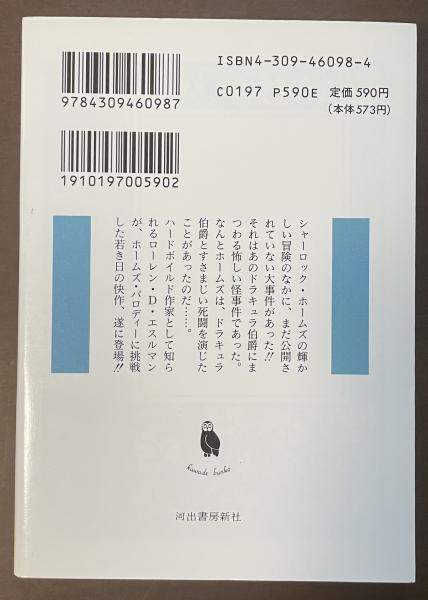 ISBN4-309-46098-4
9784309460987
C0197 P590E 定価590円
(本体573円)
1910197005902
シャーロック・ホームズの輝か
しい冒険のなかに、まだ公開さ
れていない大事件があった!!
それはあのドラキュラ伯爵にま
つわる怖しい怪事件であった。
なんとホームズは、ドラキュラ
伯爵とすさまじい死闘を演じた
ことがあったのだ……。
ハードボイルド作家として知ら
れるローレン・D・エスルマン
が、ホームズ・パロディーに挑戦
した若き日の快作、遂に登場!!
kawade bunko
河出書房新社